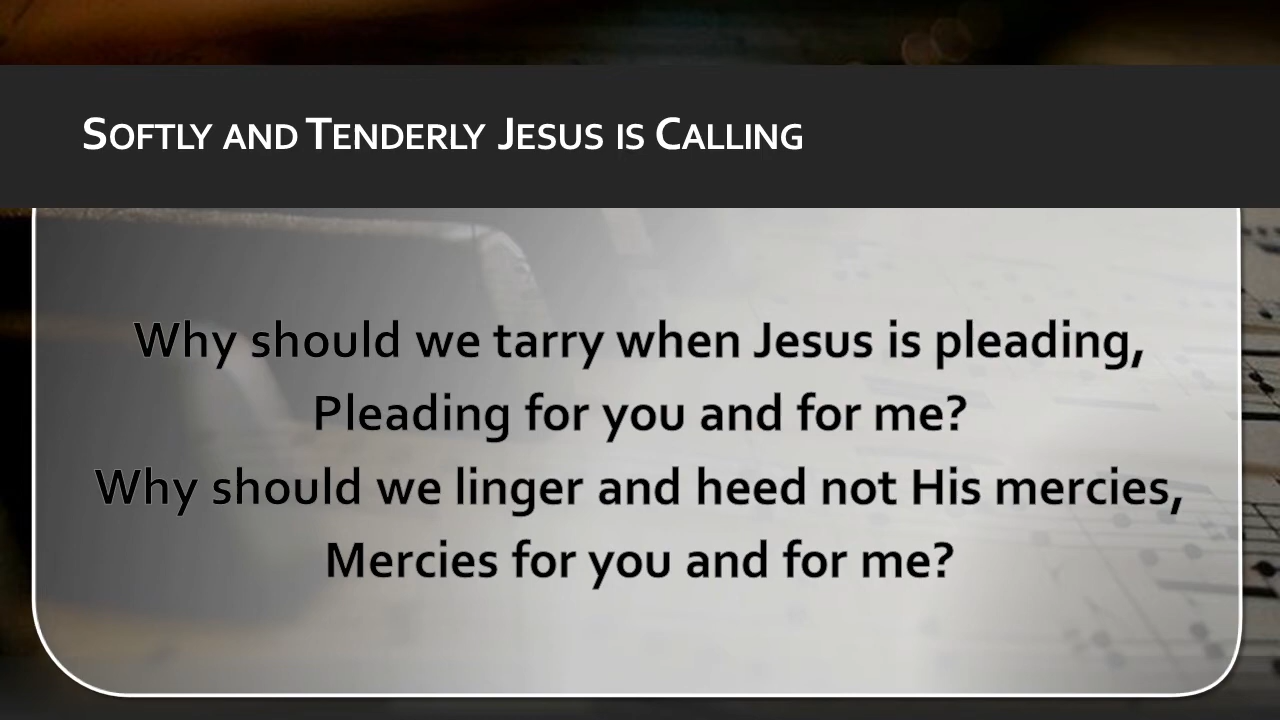 Softly and Tenderly Jesus is Calling
Why should we tarry when Jesus is pleading,
Pleading for you and for me?
Why should we linger and heed not His mercies,
Mercies for you and for me?